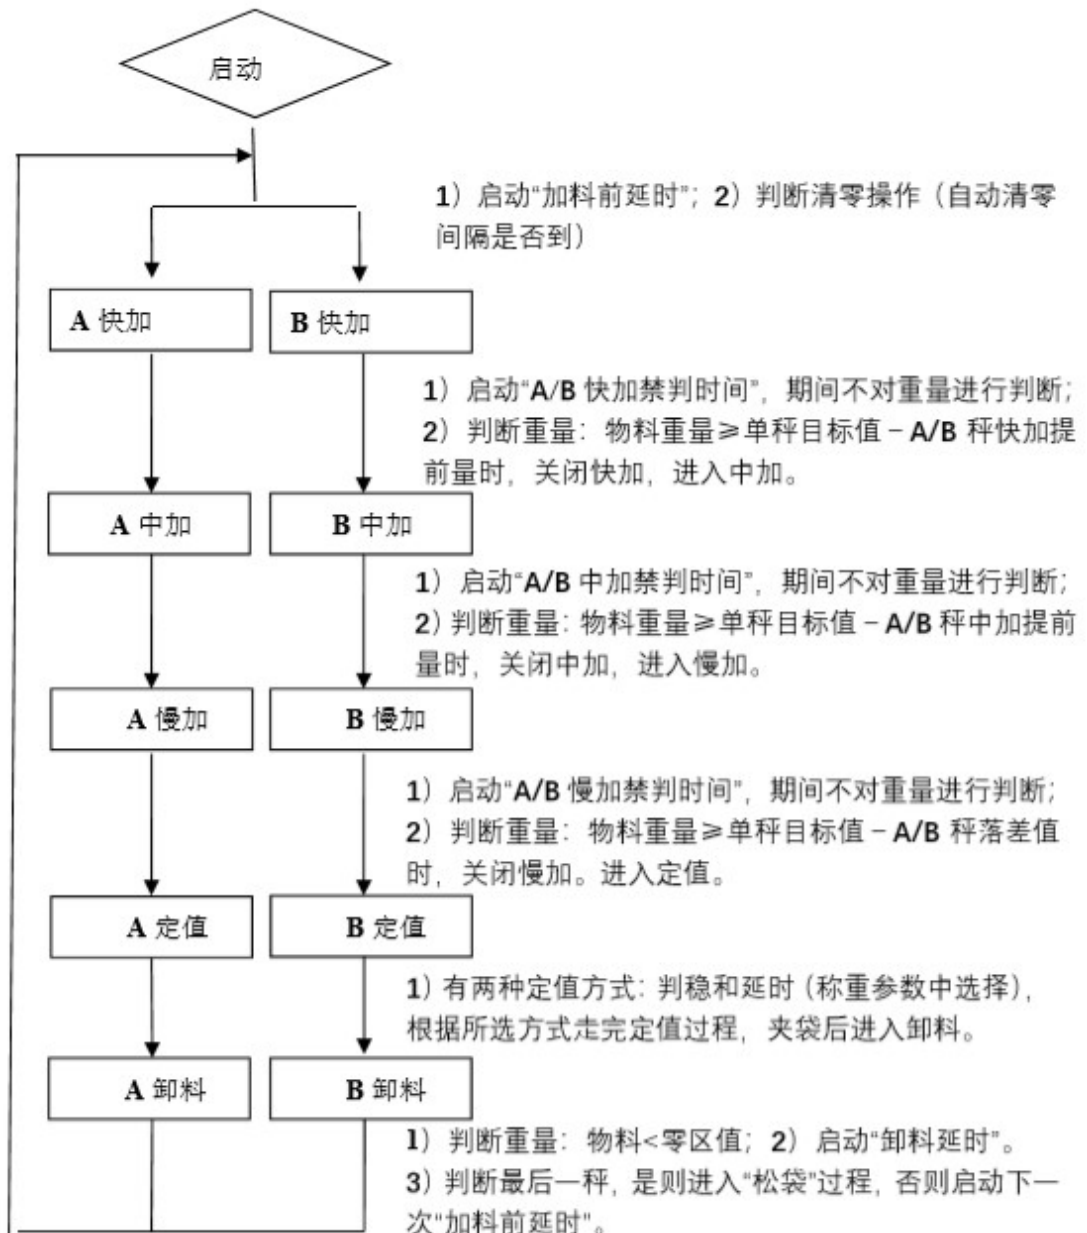 启动
1）启动“加料前延时”；2）判断清零操作（自动清零
间隔是否到）
A 快加
B 快加
1）启动“A/B 快加禁判时间”，期间不对重量进行判断；
2）判断重量：物料重量≥单秤目标值－A/B 秤快加提
前量时，关闭快加，进入中加。
A 中加
B 中加
1）启动“A/B 中加禁判时间”，期间不对重量进行判断；
2）判断重量：物料重量≥单秤目标值－A/B 秤中加提前
量时，关闭中加，进入慢加。
A 慢加
B 慢加
1）启动“A/B 慢加禁判时间”，期间不对重量进行判断；
2）判断重量：物料重量≥单秤目标值－A/B 秤落差值
时，关闭慢加。进入定值。
A 定值
B 定值
1）有两种定值方式：判稳和延时（称重参数中选择），
根据所选方式走完定值过程，夹袋后进入卸料。
A 卸料
B 卸料
1）判断重量：物料<零区值；2）启动“卸料延时”。
3）判断最后一秤，是则进入“松袋”过程，否则启动下一
次“加料前延时”。